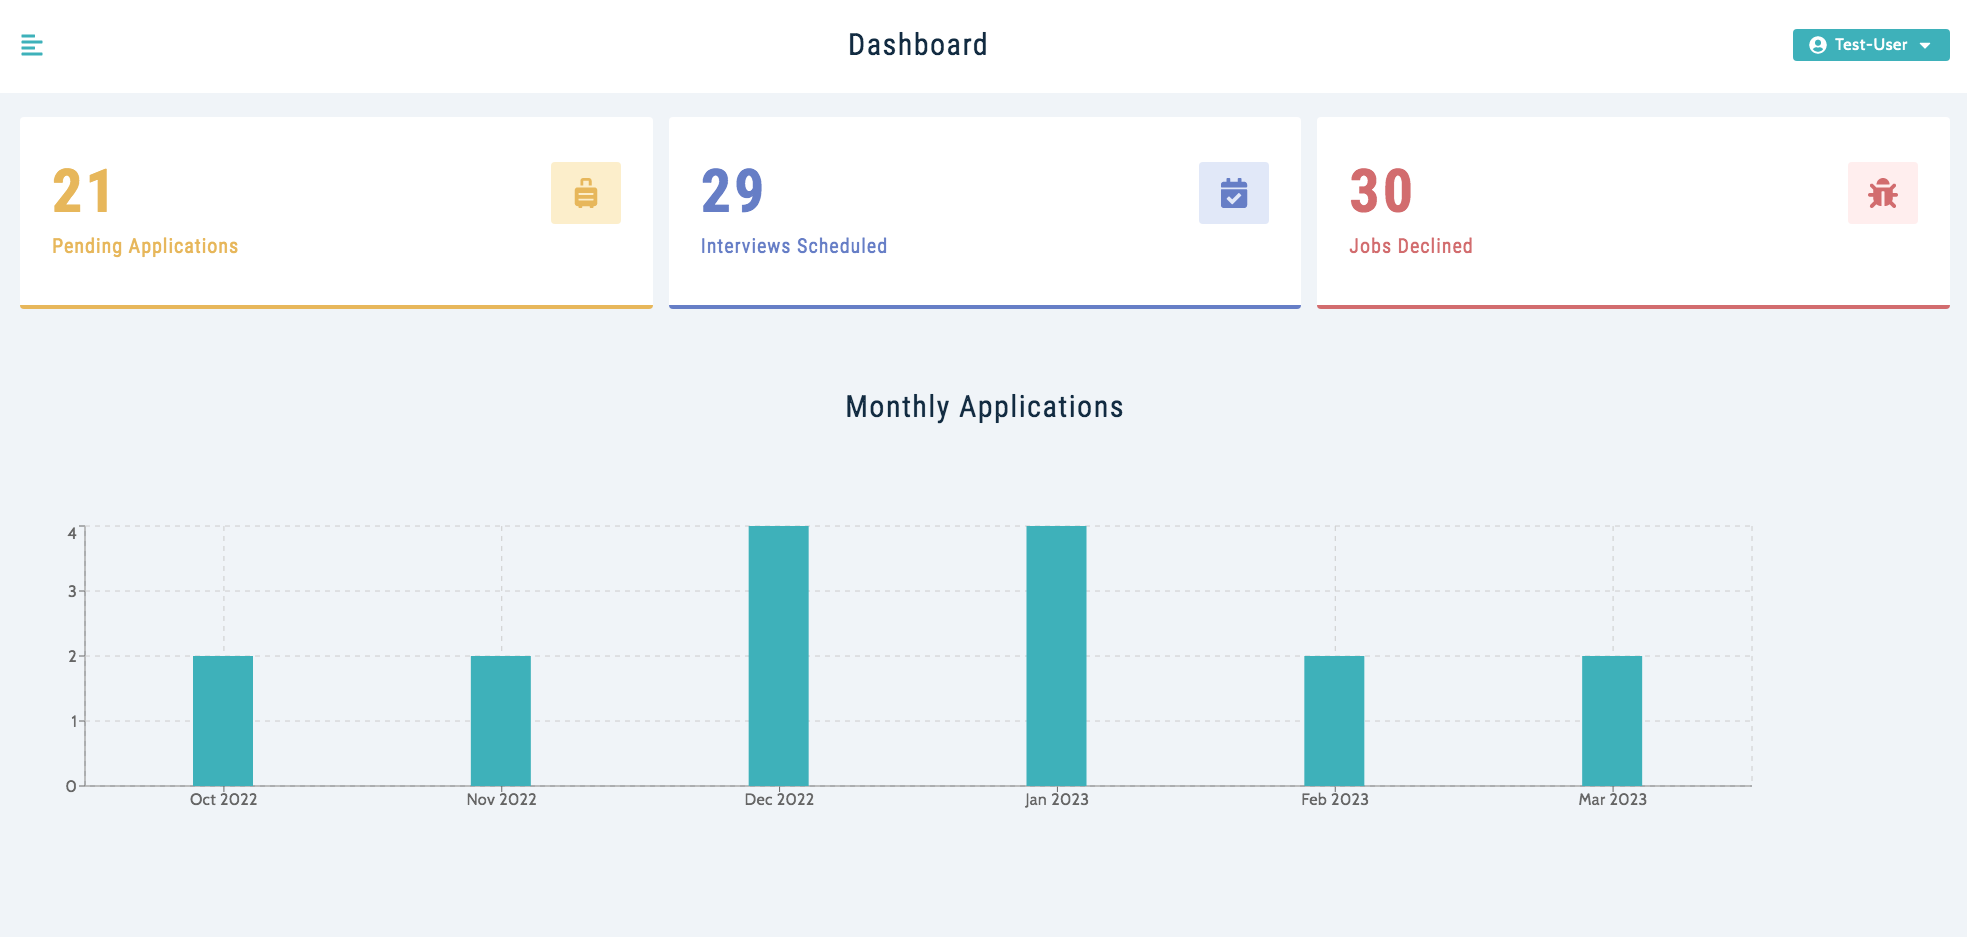 Dashboard
Test-User
21
Pending Applications
29
Interviews Scheduled
30
Jobs Declined
Monthly Applications
4
3
2
1
0
Oct 2022 Nov 2022 Dec 2022 Jan 2023 Feb 2023 Mar 2023